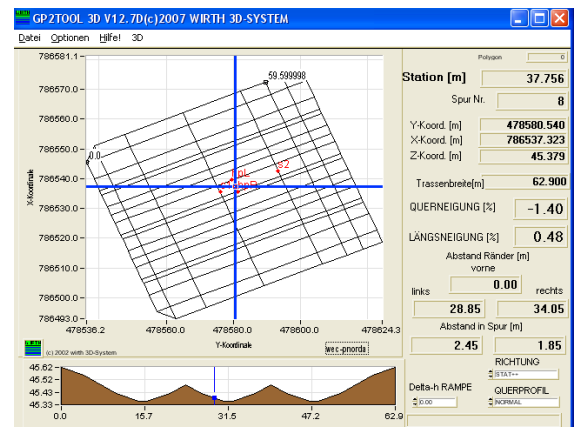 GP2TOOL 3D V12.7D(c)2007 WIRTH 3D-SYSTEM
Datei Optionen Hilfe! 3D
786581.1
786570.0
786560.0
786550.0
786540.0
786530.0
786520.0
786510.0
786500.0
786493.0
X-Koordinate
59.599998
0.0
s2
478536.2 478560.0 478580.0 478600.0 478624.3
Y-Koordinate
WIRTH
(c) 2002 wirth 3D-System
we c-pnorda
45.62
45.52
45.43
45.33
0.0 15.7 31.5 47.2 62.9
Polygon 0
Station [m] 37.756
Spur Nr. 8
Y-Koord. [m] 478580.540
X-Koord. [m] 786537.323
Z-Koord. [m] 45.379
Trassenbreite[m] 62.900
QUERNEIGUNG [%] -1.40
LÄNGSNEIGUNG [%] 0.48
Abstand Ränder [m]
vorne
0.00
links rechts
28.85 34.05
Abstand in Spur [m]
2.45 1.85
RICHTUNG
STAT++
Delta-h RAMPE
0.00
QUERPROFIL
NORMAL